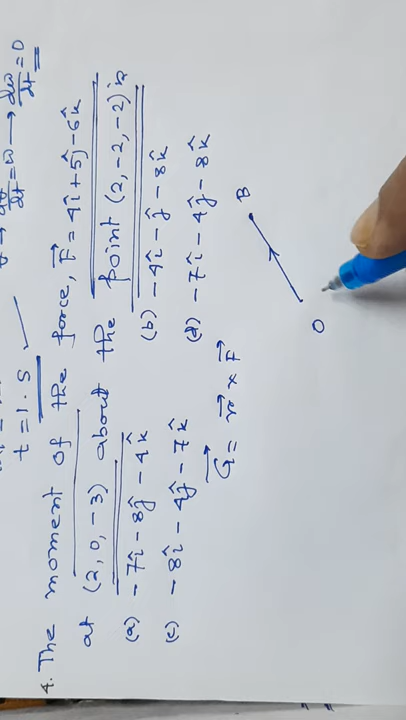 → dw/dt = 0
t = 1. S
4. The moment of the force, F⃗ = 4î + 5ĵ - 6k̂
at (2, 0, -3) about the point (2, -2, -2) is
(a) - 7î - 8ĵ - 4k̂ (b) - 4î - ĵ - 8k̂
(c) - 8î - 4ĵ - 7k̂ (d) - 7î - 4ĵ - 8k̂
G⃗ = r⃗ × F⃗
B
O